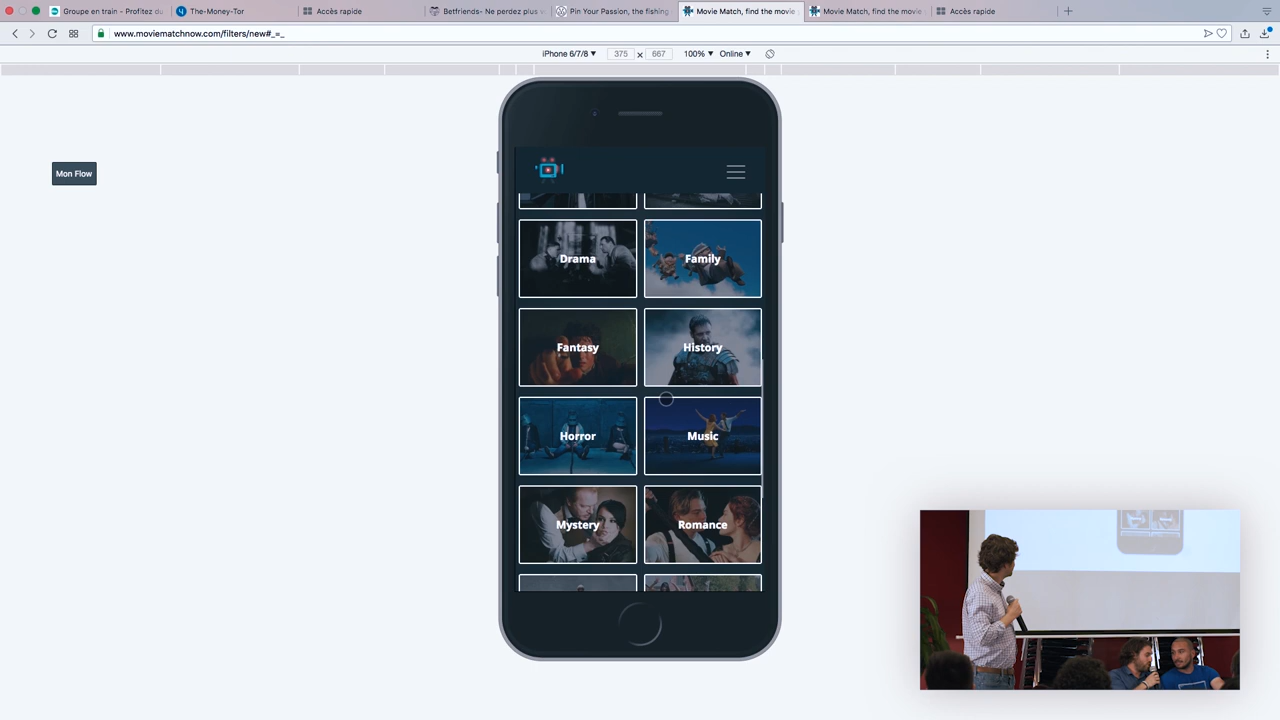 Groupe en train - Profitez du
The-Money-Tor
Accès rapide
Betfriends- Ne perdez plus v
Pin Your Passion, the fishing
Movie Match, find the movie
Movie Match, find the movie
Accès rapide
www.moviematchnow.com/filters/new#_=_
iPhone 6/7/8 ▼ 375 x 667 100% ▼ Online ▼
Mon Flow
Drama
Family
Fantasy
History
Horror
Music
Mystery
Romance